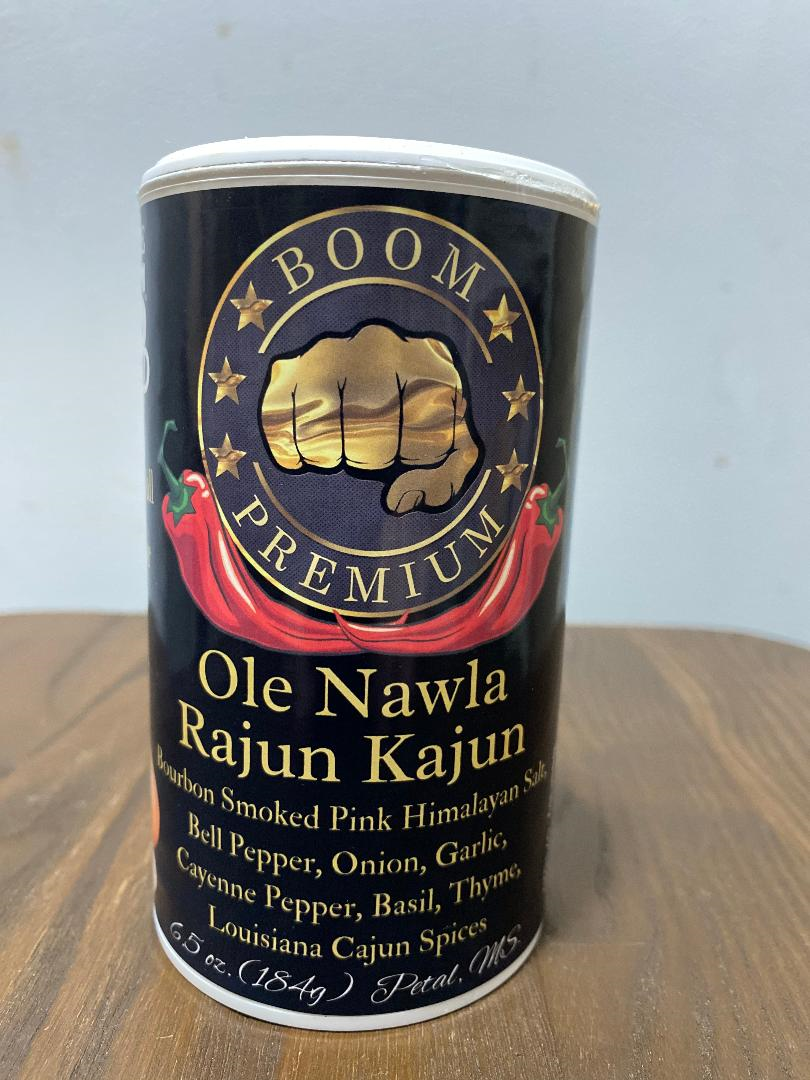 BOOM
PREMIUM
Ole Nawla
Rajun Kajun
Bourbon Smoked Pink Himalayan Salt,
Bell Pepper, Onion, Garlic,
Cayenne Pepper, Basil, Thyme,
Louisiana Cajun Spices
6.5 oz. (184g) Petal, MS.